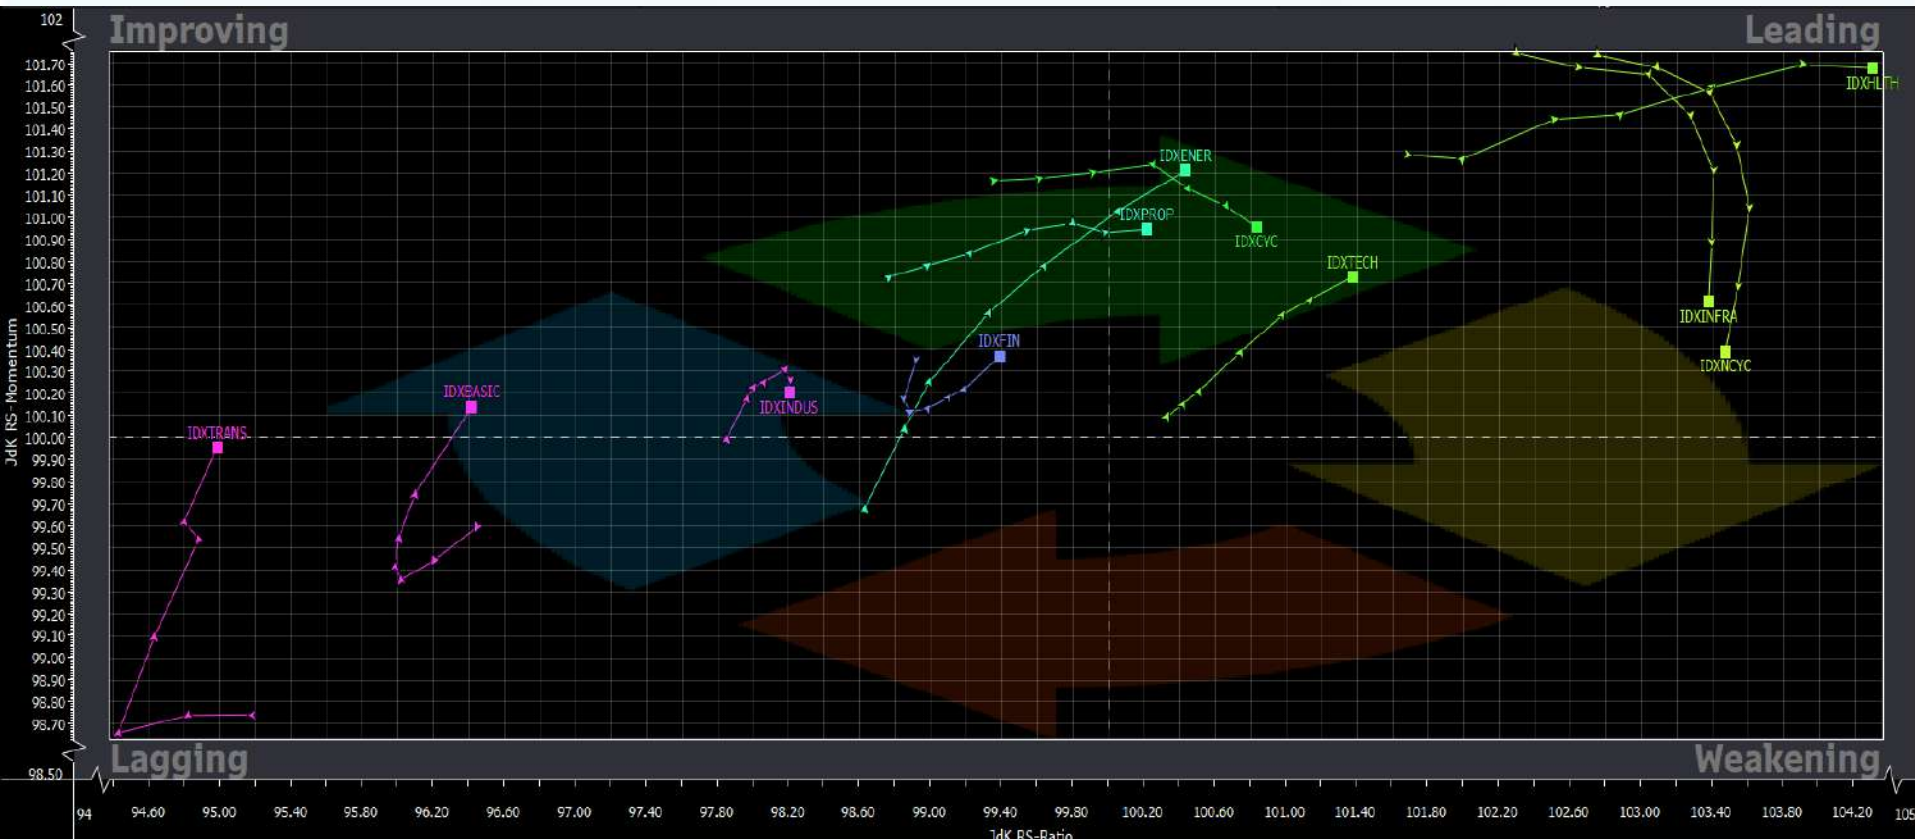 102
Improving
Leading
101.70
101.60
101.50
101.40
101.30
101.20
101.10
101.00
100.90
100.80
100.70
100.60
100.50
100.40
100.30
100.20
100.10
100.00
99.90
99.80
99.70
99.60
99.50
99.40
99.30
99.20
99.10
99.00
98.90
98.80
98.70
98.50
JdK RS-Momentum
IDXHLTH
IDXENER
IDXPROP
IDXCYC
IDXTECH
IDXINFRA
IDXFIN
IDXNCYC
IDXBASIC
IDXINDUS
IDXTRANS
Lagging
Weakening
94 94.60 95.00 95.40 95.80 96.20 96.60 97.00 97.40 97.80 98.20 98.60 99.00 99.40 99.80 100.20 100.60 101.00 101.40 101.80 102.20 102.60 103.00 103.40 103.80 104.20 105
JdK RS-Ratio